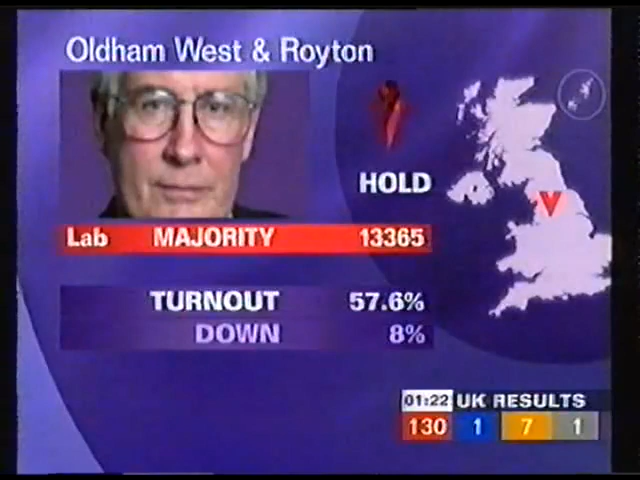 Oldham West & Royton
HOLD
Lab MAJORITY 13365
TURNOUT 57.6%
DOWN 8%
01:22 UK RESULTS
130 1 7 1